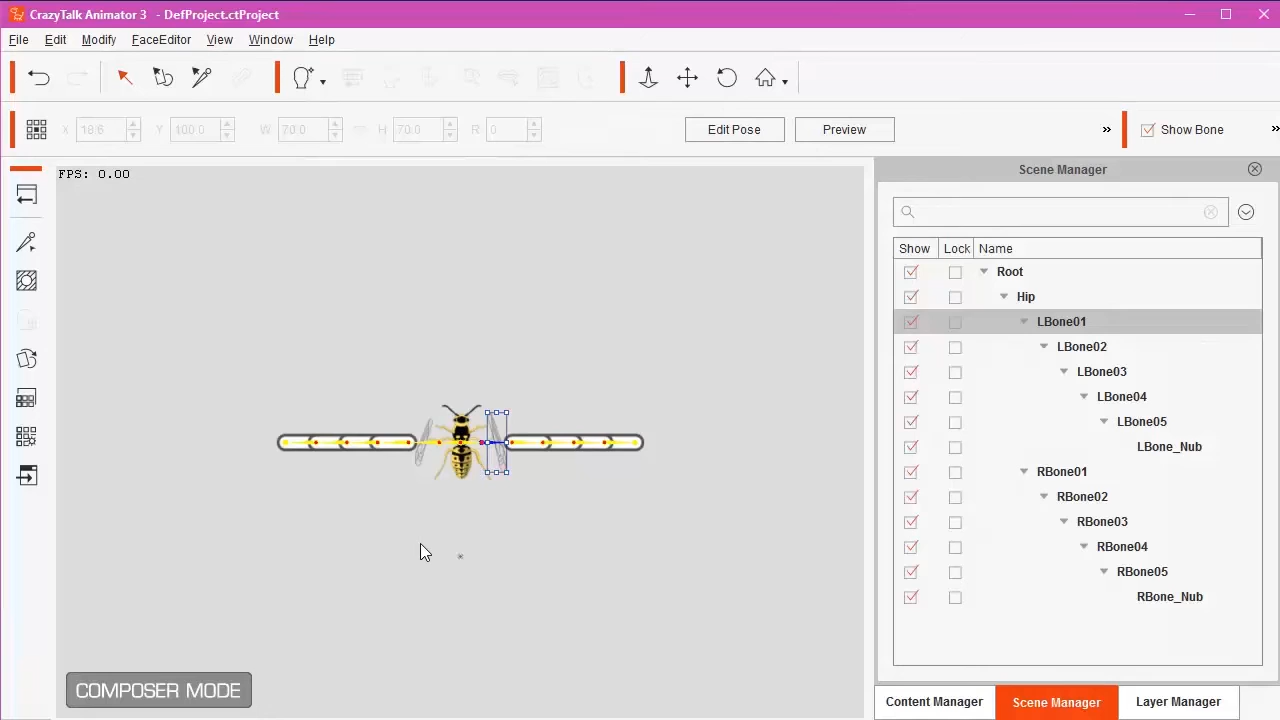 CrazyTalk Animator 3 - DefProject.ctProject
File Edit Modify FaceEditor View Window Help
X 18.6 Y 100.0 W 70.0 H 70.0 R 0 Edit Pose Preview » Show Bone »
FPS: 0.00
Scene Manager
Show Lock Name
Root
Hip
LBone01
LBone02
LBone03
LBone04
LBone05
LBone_Nub
RBone01
RBone02
RBone03
RBone04
RBone05
RBone_Nub
COMPOSER MODE
Content Manager Scene Manager Layer Manager